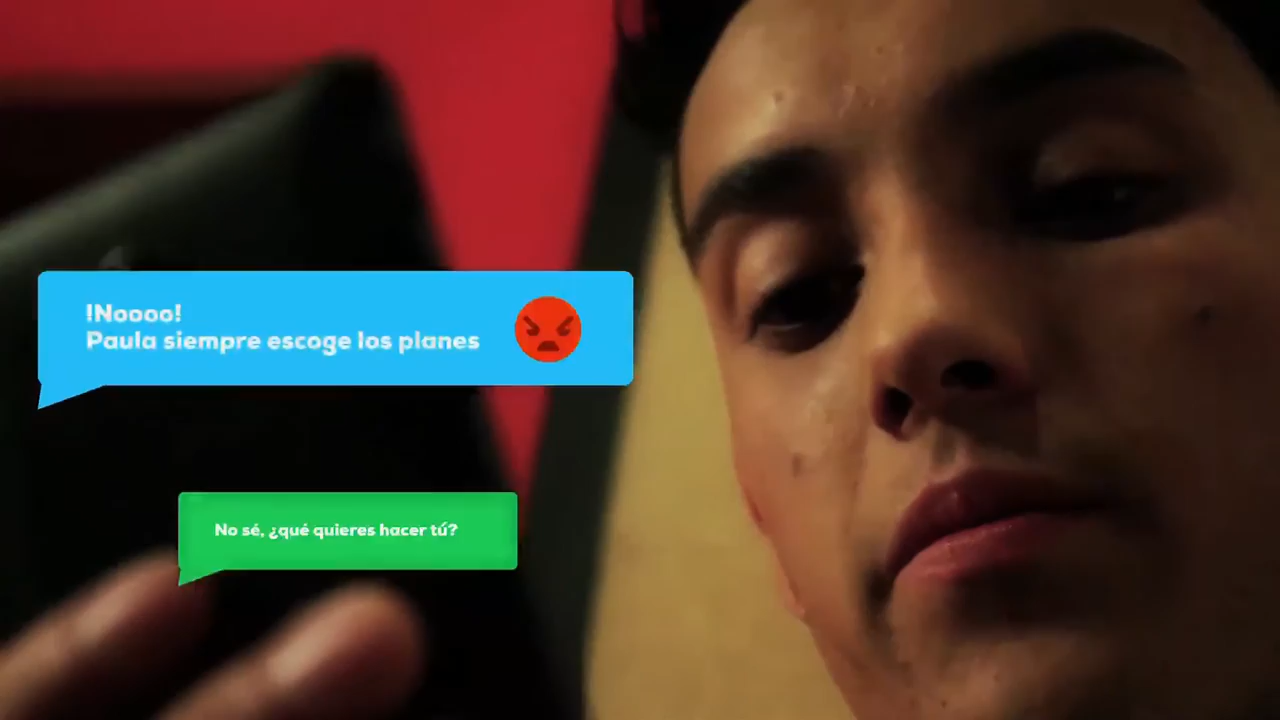 !Noooo!
Paula siempre escoge los planes
No sé, ¿qué quieres hacer tú?